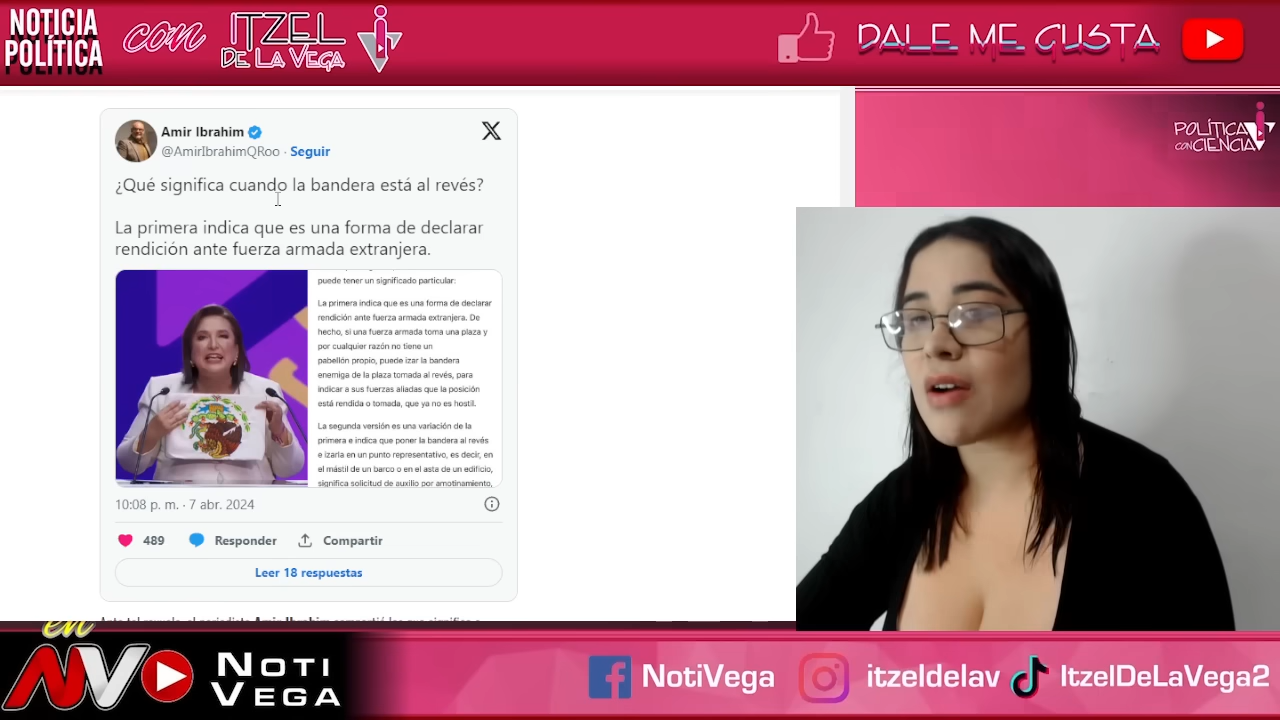 NOTICIA
POLÍTICA
con
ITZEL
DE LA VEGA
DALE ME GUSTA
POLÍTICA
CON CIENCIA
Amir Ibrahim
@AmirIbrahimQRoo · Seguir
¿Qué significa cuando la bandera está al revés?
La primera indica que es una forma de declarar
rendición ante fuerza armada extranjera.
puede tener un significado particular:
La primera indica que es una forma de declarar
rendición ante fuerza armada extranjera. De
hecho, si una fuerza armada toma una plaza y
por cualquier razón no tiene un
pabellón propio, puede izar la bandera
enemiga de la plaza tomada al revés, para
indicar a sus fuerzas aliadas que la posición
está rendida o tomada, que ya no es hostil.
La segunda versión es una variación de la
primera e indica que poner la bandera al revés
e izarla en un punto representativo, es decir, en
el mástil de un barco o en el asta de un edificio,
significa solicitud de auxilio por amotinamiento,
10:08 p. m. · 7 abr. 2024
489 Responder Compartir
Leer 18 respuestas
en
NV
NOTI
VEGA
NotiVega
itzeldelav
ItzelDeLaVega2